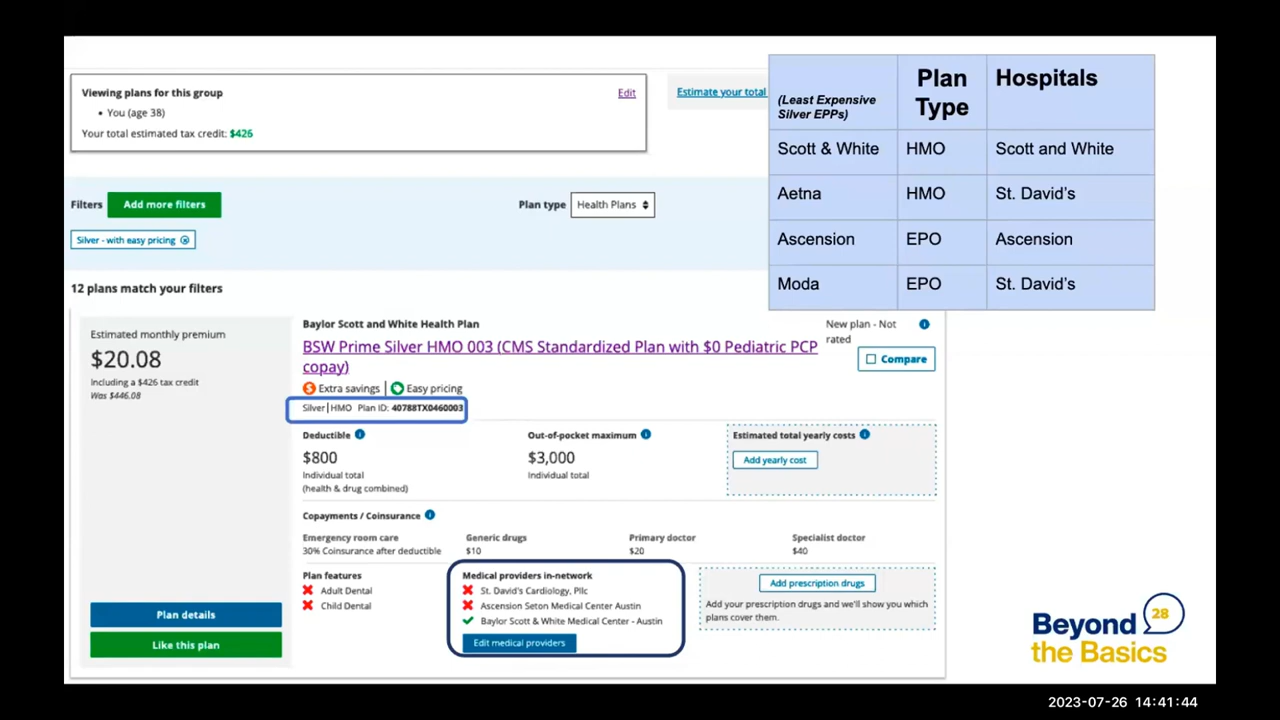 Viewing plans for this group
Edit
• You (age 38)
Your total estimated tax credit: $426
Estimate your total
(Least Expensive
Silver EPPs)
Plan
Type
Hospitals
Scott & White HMO Scott and White
Aetna HMO St. David's
Ascension EPO Ascension
Moda EPO St. David's
Filters Add more filters
Plan type Health Plans
Silver - with easy pricing
12 plans match your filters
Estimated monthly premium
$20.08
Including a $426 tax credit
Was $446.08
Plan details
Like this plan
Baylor Scott and White Health Plan
BSW Prime Silver HMO 003 (CMS Standardized Plan with $0 Pediatric PCP
copay)
New plan - Not
rated
Compare
Extra savings | Easy pricing
Silver | HMO Plan ID: 40788TX0460003
Deductible
$800
Individual total
(health & drug combined)
Out-of-pocket maximum
$3,000
Individual total
Estimated total yearly costs
Add yearly cost
Copayments / Coinsurance
Emergency room care
30% Coinsurance after deductible
Generic drugs
$10
Primary doctor
$20
Specialist doctor
$40
Plan features
Adult Dental
Child Dental
Medical providers in-network
St. David's Cardiology, Pllc
Ascension Seton Medical Center Austin
Baylor Scott & White Medical Center - Austin
Edit medical providers
Add prescription drugs
Add your prescription drugs and we'll show you which
plans cover them.
Beyond
the Basics
28
2023-07-26 14:41:44